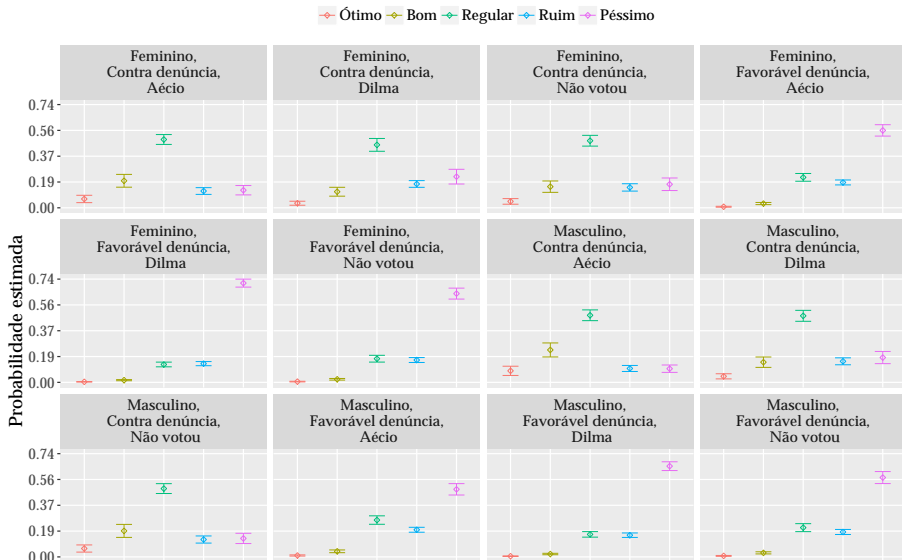 Ótimo Bom Regular Ruim Péssimo
Probabilidade estimada
Feminino,
Contra denúncia,
Aécio
Feminino,
Contra denúncia,
Dilma
Feminino,
Contra denúncia,
Não votou
Feminino,
Favorável denúncia,
Aécio
0.74
0.56
0.37
0.19
0.00
Feminino,
Favorável denúncia,
Dilma
Feminino,
Favorável denúncia,
Não votou
Masculino,
Contra denúncia,
Aécio
Masculino,
Contra denúncia,
Dilma
0.74
0.56
0.37
0.19
0.00
Masculino,
Contra denúncia,
Não votou
Masculino,
Favorável denúncia,
Aécio
Masculino,
Favorável denúncia,
Dilma
Masculino,
Favorável denúncia,
Não votou
0.74
0.56
0.37
0.19
0.00